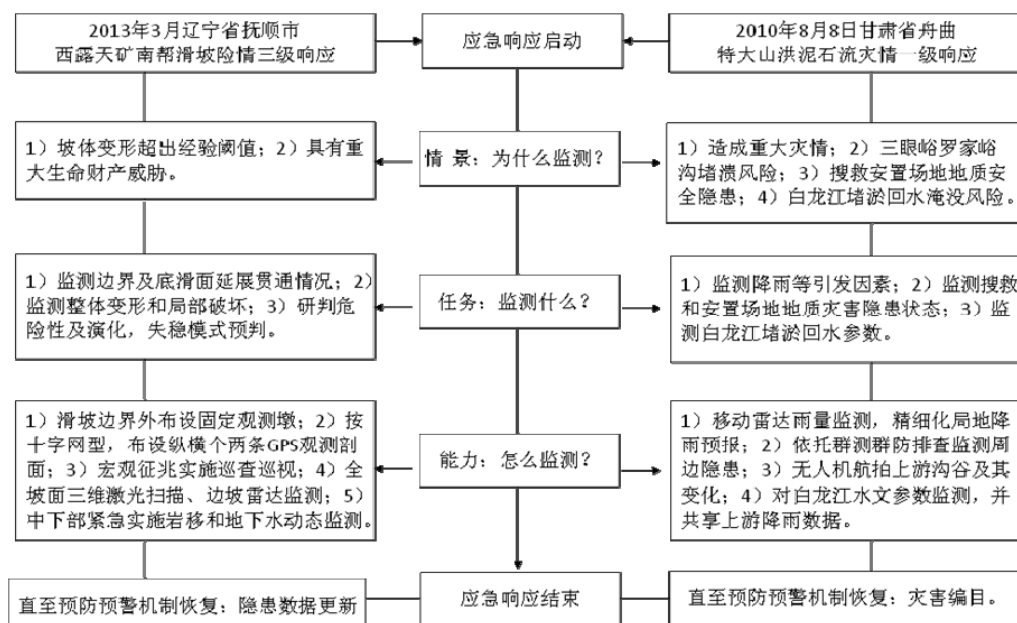 2013年3月辽宁省抚顺市
西露天矿南帮滑坡险情三级响应
应急响应启动
2010年8月8日甘肃省舟曲
特大山洪泥石流灾情一级响应
1）坡体变形超出经验阈值；2）具有重
大生命财产威胁。
情 景：为什么监测？
1）造成重大灾情；2）三眼峪罗家峪
沟堵溃风险；3）搜救安置场地地质安
全隐患；4）白龙江堵淤回水淹没风险。
1）监测边界及底滑面延展贯通情况；2）
监测整体变形和局部破坏；3）研判危
险性及演化，失稳模式预判。
任务：监测什么？
1）监测降雨等引发因素；2）监测搜救
和安置场地地质灾害隐患状态；3）监
测白龙江堵淤回水参数。
1）滑坡边界外布设固定观测墩；2）按
十字网型，布设纵横个两条GPS观测剖
面；3）宏观征兆实施巡查巡视；4）全
坡面三维激光扫描、边坡雷达监测；5）
中下部紧急实施岩移和地下水动态监测。
能力：怎么监测？
1）移动雷达雨量监测，精细化局地降
雨预报；2）依托群测群防排查监测周
边隐患；3）无人机航拍上游沟谷及其
变化；4）对白龙江水文参数监测，并
共享上游降雨数据。
直至预防预警机制恢复：隐患数据更新
应急响应结束
直至预防预警机制恢复：灾害编目。